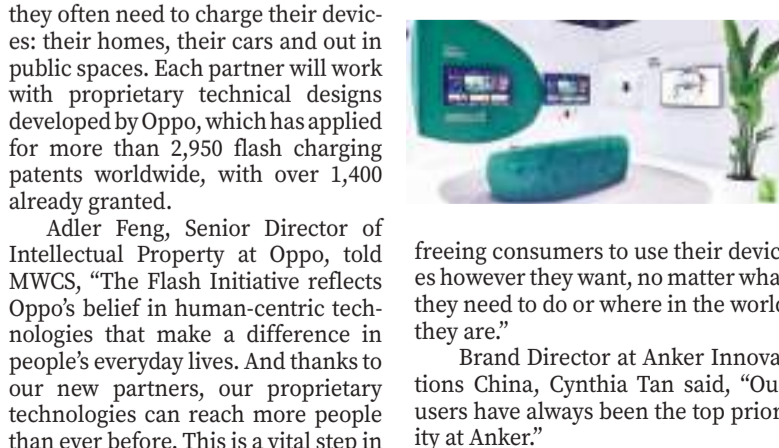 they often need to charge their devic-
es: their homes, their cars and out in
public spaces. Each partner will work
with proprietary technical designs
developed by Oppo, which has applied
for more than 2,950 flash charging
patents worldwide, with over 1,400
already granted.
Adler Feng, Senior Director of
Intellectual Property at Oppo, told
MWCS, “The Flash Initiative reflects
Oppo’s belief in human-centric tech-
nologies that make a difference in
people’s everyday lives. And thanks to
our new partners, our proprietary
technologies can reach more people
than ever before. This is a vital step in
freeing consumers to use their devic
es however they want, no matter wha
they need to do or where in the world
they are.”
Brand Director at Anker Innova
tions China, Cynthia Tan said, “Ou
users have always been the top prior
ity at Anker.”